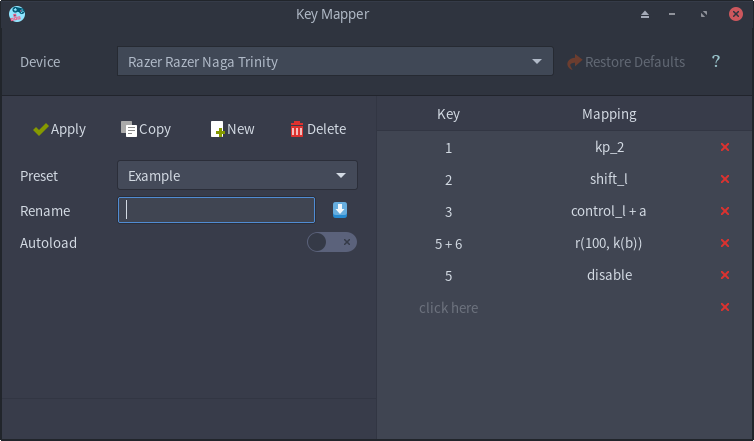 Key Mapper
Device Razer Razer Naga Trinity Restore Defaults ?
Apply Copy New Delete
Preset Example
Rename
Autoload
Key Mapping
1 kp_2
2 shift_l
3 control_l + a
5 + 6 r(100, k(b))
5 disable
click here